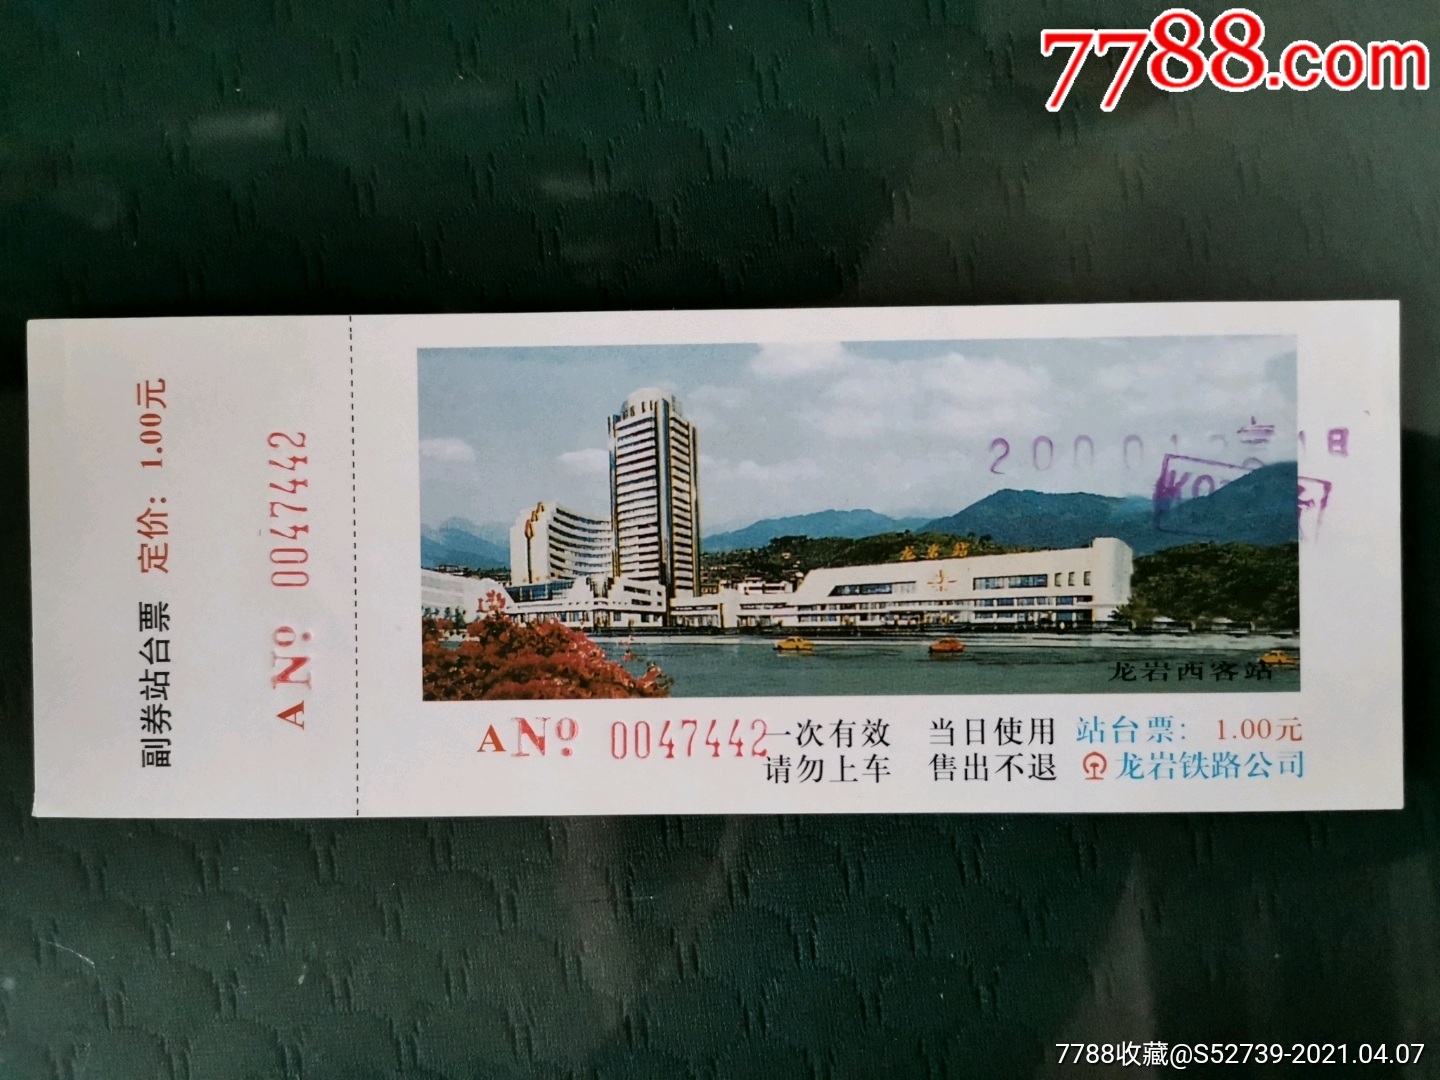 7788.com
副券站台票 定价：1.00元
A No 0047442
龙岩站
2000
龙岩西客站
A No 0047442
一次有效 当日使用 站台票：1.00元
请勿上车 售出不退 龙岩铁路公司
7788收藏@S52739-2021.04.07